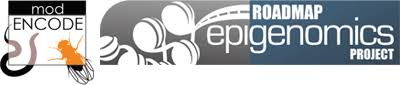 mod
ENCODE
ROADMAP
epigenomics
PROJECT